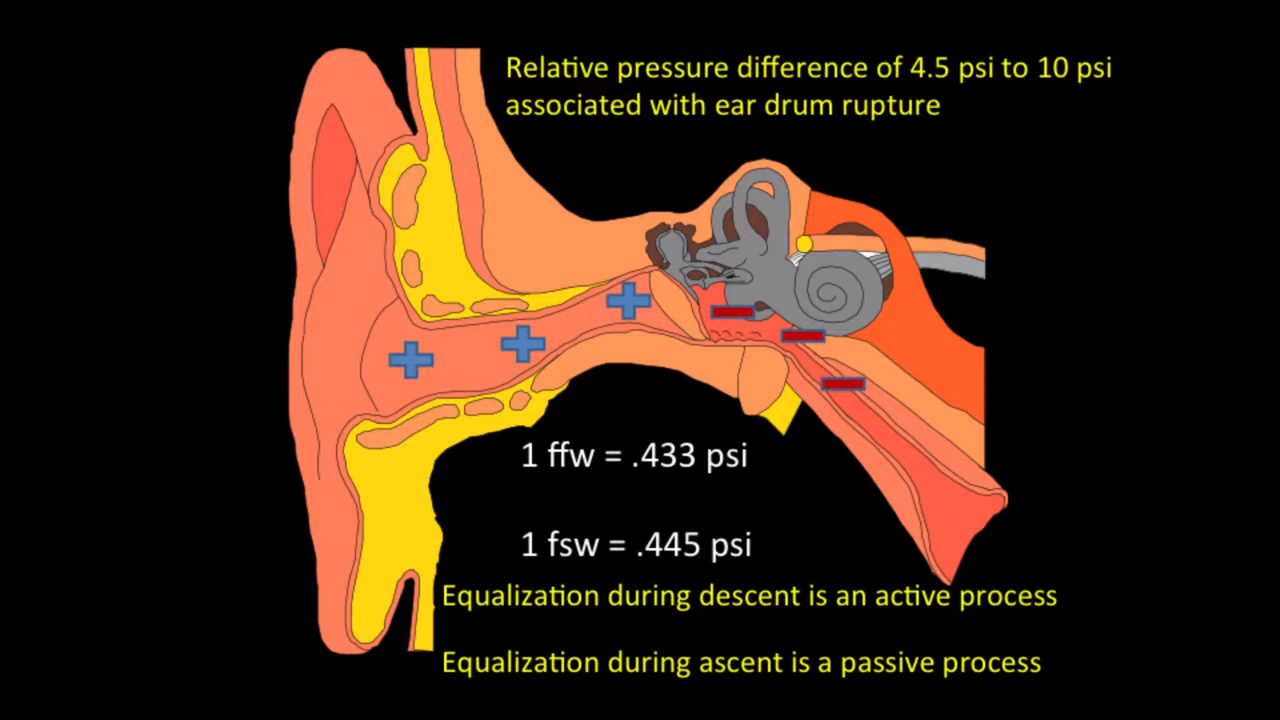 Relative pressure difference of 4.5 psi to 10 psi
associated with ear drum rupture
1 ffw = .433 psi
1 fsw = .445 psi
Equalization during descent is an active process
Equalization during ascent is a passive process